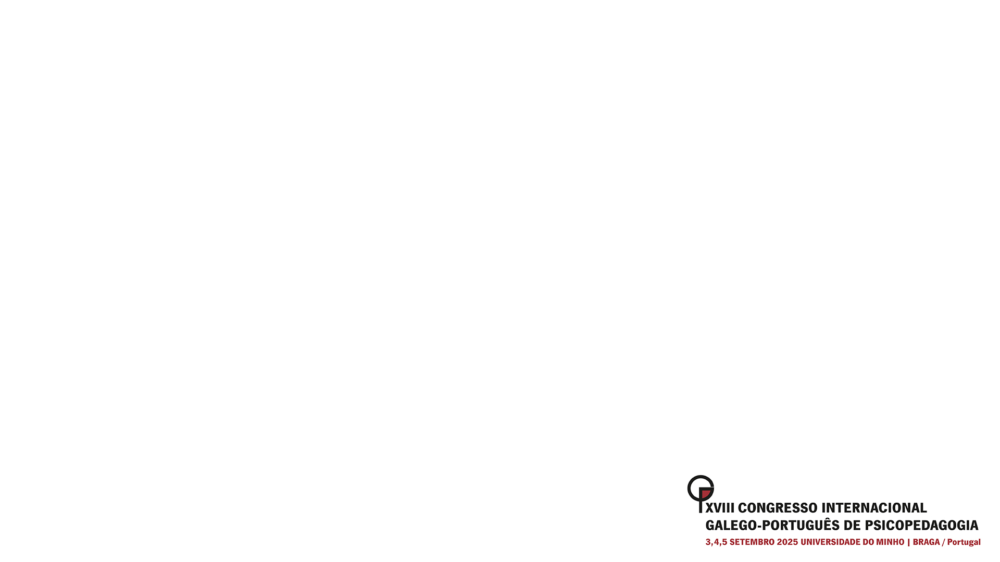 XVIII CONGRESSO INTERNACIONAL
GALEGO-PORTUGUÊS DE PSICOPEDAGOGIA
3,4,5 SETEMBRO 2025 UNIVERSIDADE DO MINHO | BRAGA / Portugal